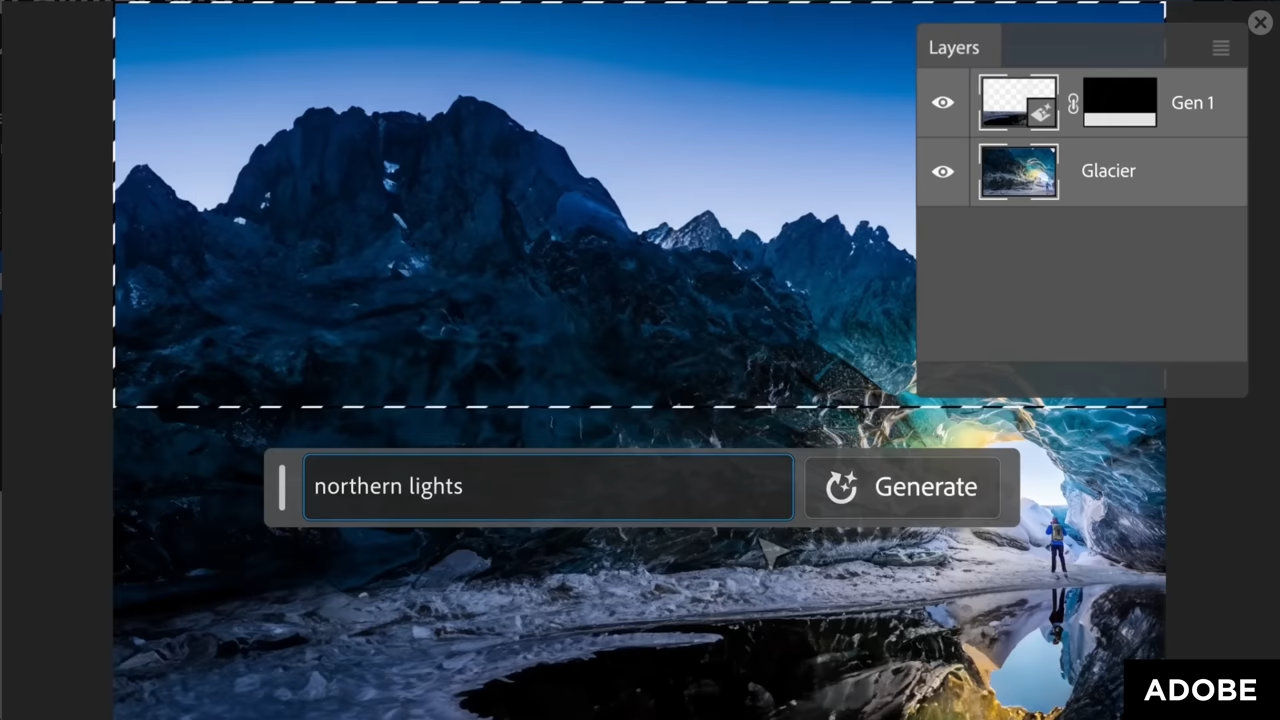 Layers
Gen 1
Glacier
northern lights
Generate
ADOBE